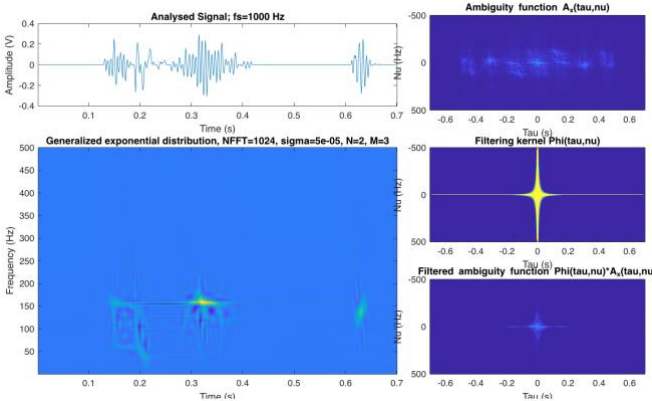 Analysed Signal; fs=1000 Hz
Amplitude (V)
0.4
0.2
0
-0.2
-0.4
0 0.1 0.2 0.3 0.4 0.5 0.6 0.7
Time (s)
Generalized exponential distribution, NFFT=1024, sigma=5e-05, N=2, M=3
Frequency (Hz)
500
450
400
350
300
250
200
150
100
50
0.1 0.2 0.3 0.4 0.5 0.6 0.7
Time (s)
Ambiguity function A_x(tau,nu)
Nu (Hz)
-500
0
500
-0.6 -0.4 -0.2 0 0.2 0.4 0.6
Tau (s)
Filtering kernel Phi(tau,nu)
Nu (Hz)
-500
0
500
-0.6 -0.4 -0.2 0 0.2 0.4 0.6
Tau (s)
Filtered ambiguity function Phi(tau,nu)*A_x(tau,nu
Nu (Hz)
-500
0
500
-0.6 -0.4 -0.2 0 0.2 0.4 0.6
Tau (s)